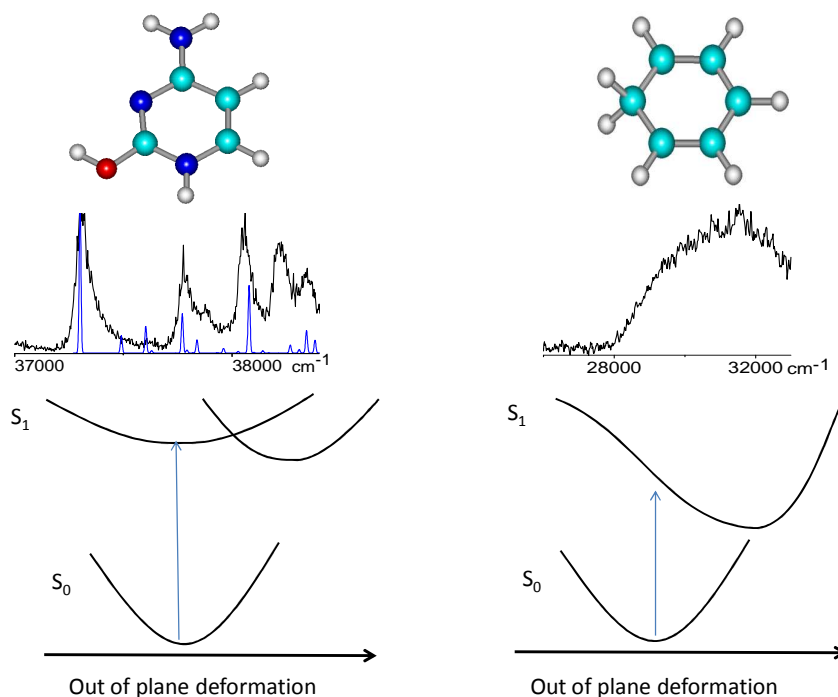 37000 38000 cm-1
28000 32000 cm-1
S1
S1
S0
S0
Out of plane deformation
Out of plane deformation